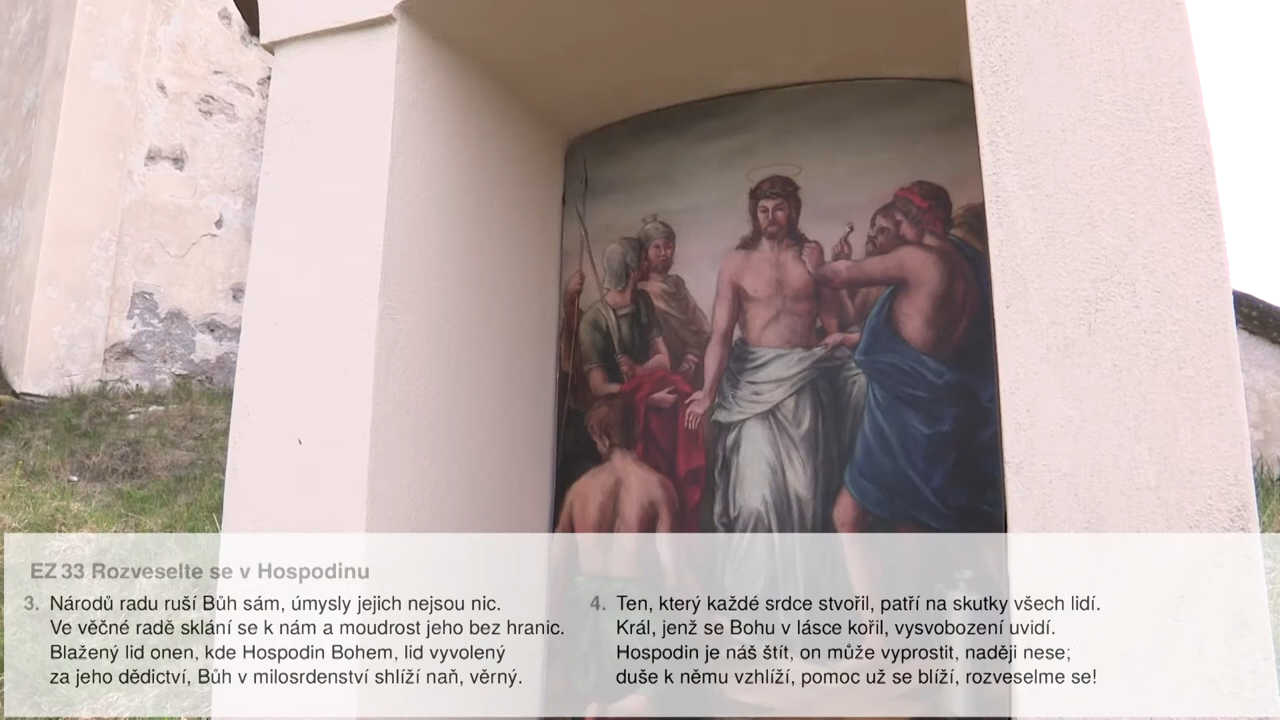 EZ 33 Rozveselte se v Hospodinu
3. Národů radu ruší Bůh sám, úmysly jejich nejsou nic.
Ve věčné radě sklání se k nám a moudrost jeho bez hranic.
Blažený lid onen, kde Hospodin Bohem, lid vyvolený
za jeho dědictví, Bůh v milosrdenství shlíží naň, věrný.
4. Ten, který každé srdce stvořil, patří na skutky všech lidí.
Král, jenž se Bohu v lásce kořil, vysvobození uvidí.
Hospodin je náš štít, on může vyprostit, naději nese;
duše k němu vzhlíží, pomoc už se blíží, rozveselme se!